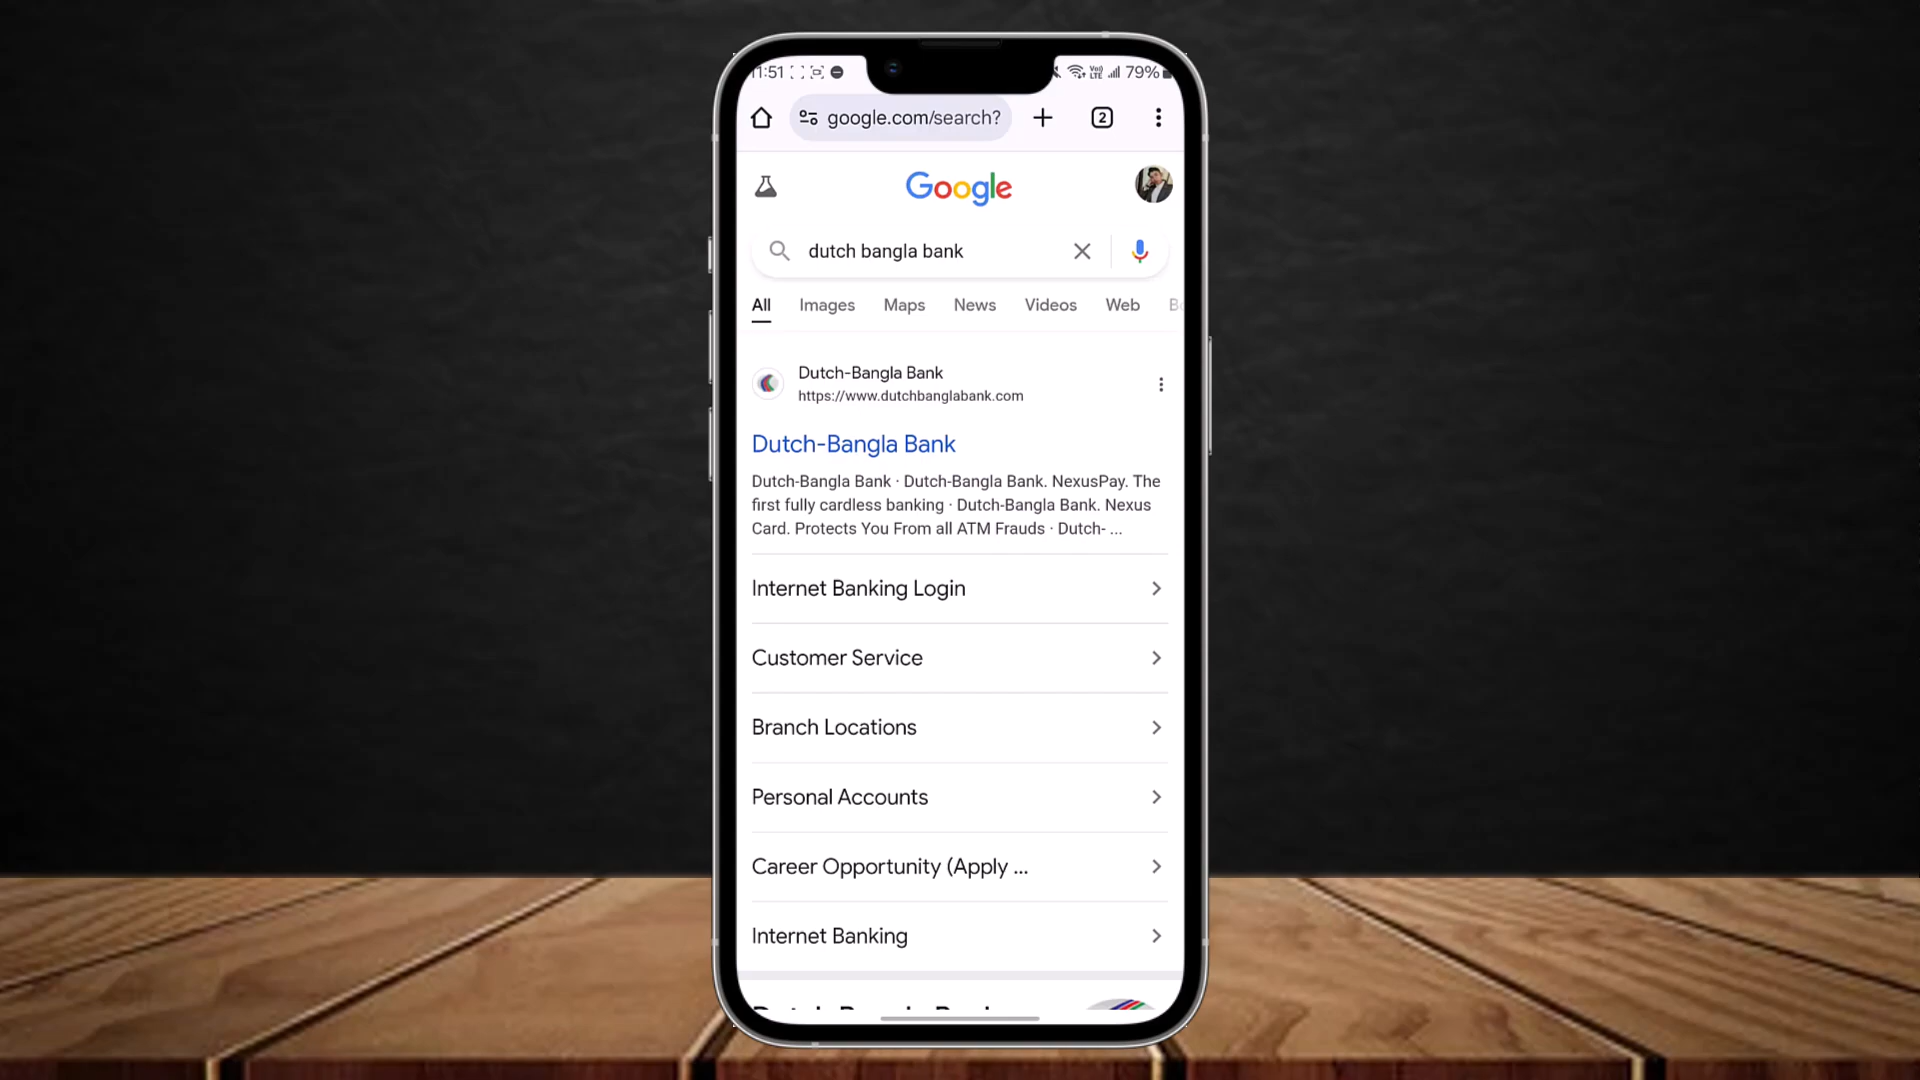 11:51 79%
google.com/search? 2
Google
dutch bangla bank
All Images Maps News Videos Web
Dutch-Bangla Bank
https://www.dutchbanglabank.com
Dutch-Bangla Bank
Dutch-Bangla Bank · Dutch-Bangla Bank. NexusPay. The
first fully cardless banking · Dutch-Bangla Bank. Nexus
Card. Protects You From all ATM Frauds · Dutch- ...
Internet Banking Login
Customer Service
Branch Locations
Personal Accounts
Career Opportunity (Apply ...
Internet Banking